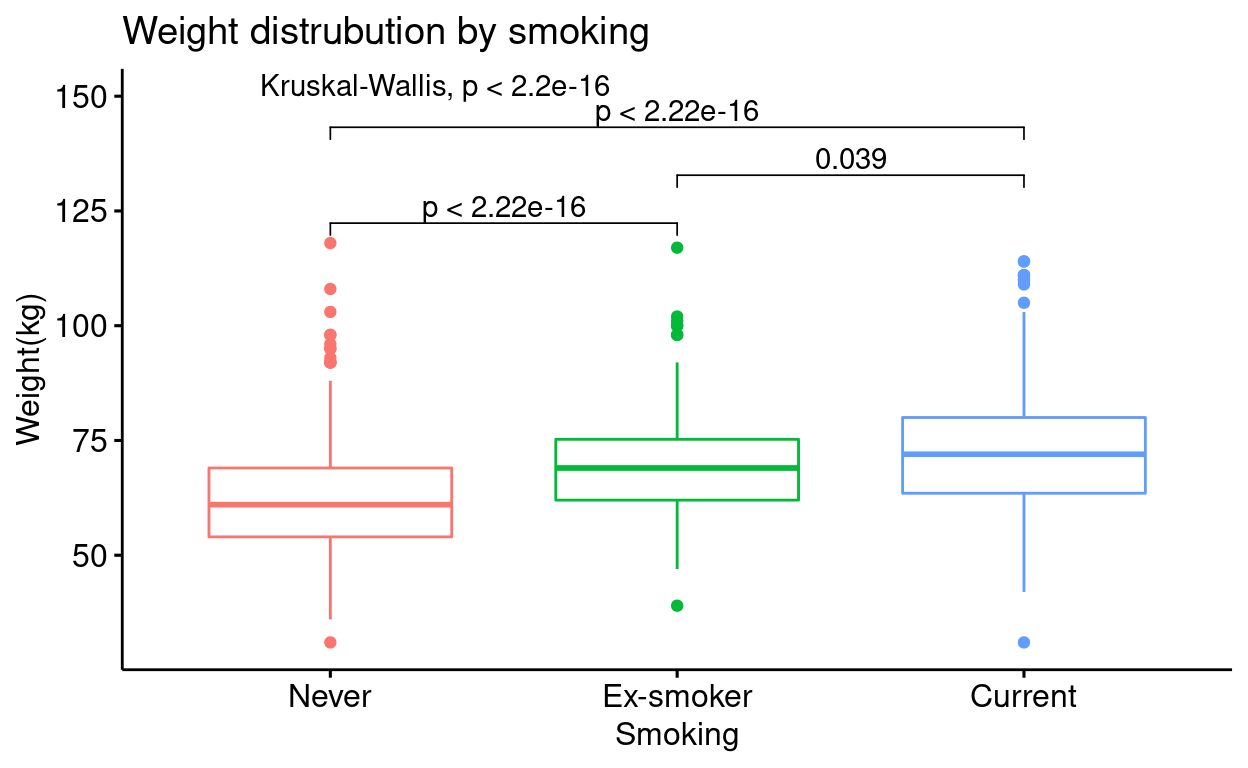 Weight distrubution by smoking
Kruskal-Wallis, p < 2.2e-16
p < 2.22e-16
0.039
p < 2.22e-16
150
125
100
75
50
Weight(kg)
Never
Ex-smoker
Current
Smoking